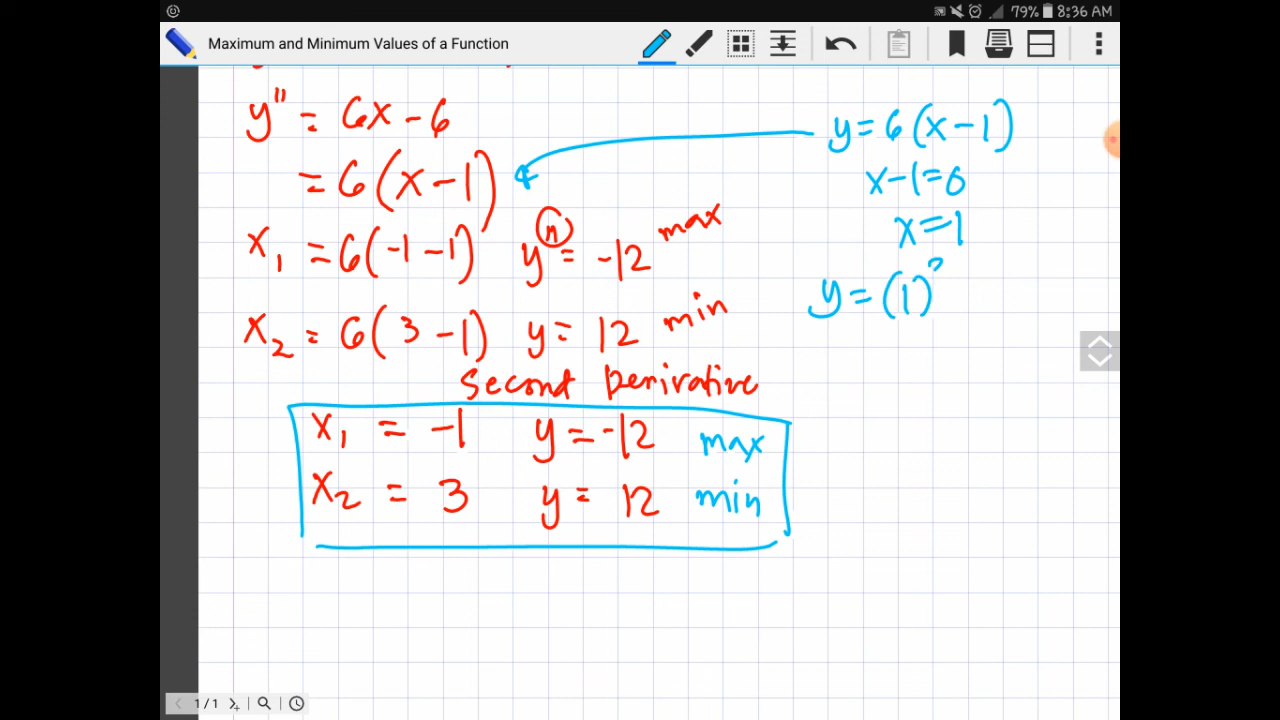 79% 8:36 AM
Maximum and Minimum Values of a Function
y" = 6x - 6
= 6(x - 1)
x₁ = 6(-1 - 1) y" = -12 max
x₂ = 6(3 - 1) y = 12 min
Second Derivative
x₁ = -1 y = -12 max
x₂ = 3 y = 12 min
y = 6(x - 1)
x - 1 = 0
x = 1
y = (1)³
1 / 1